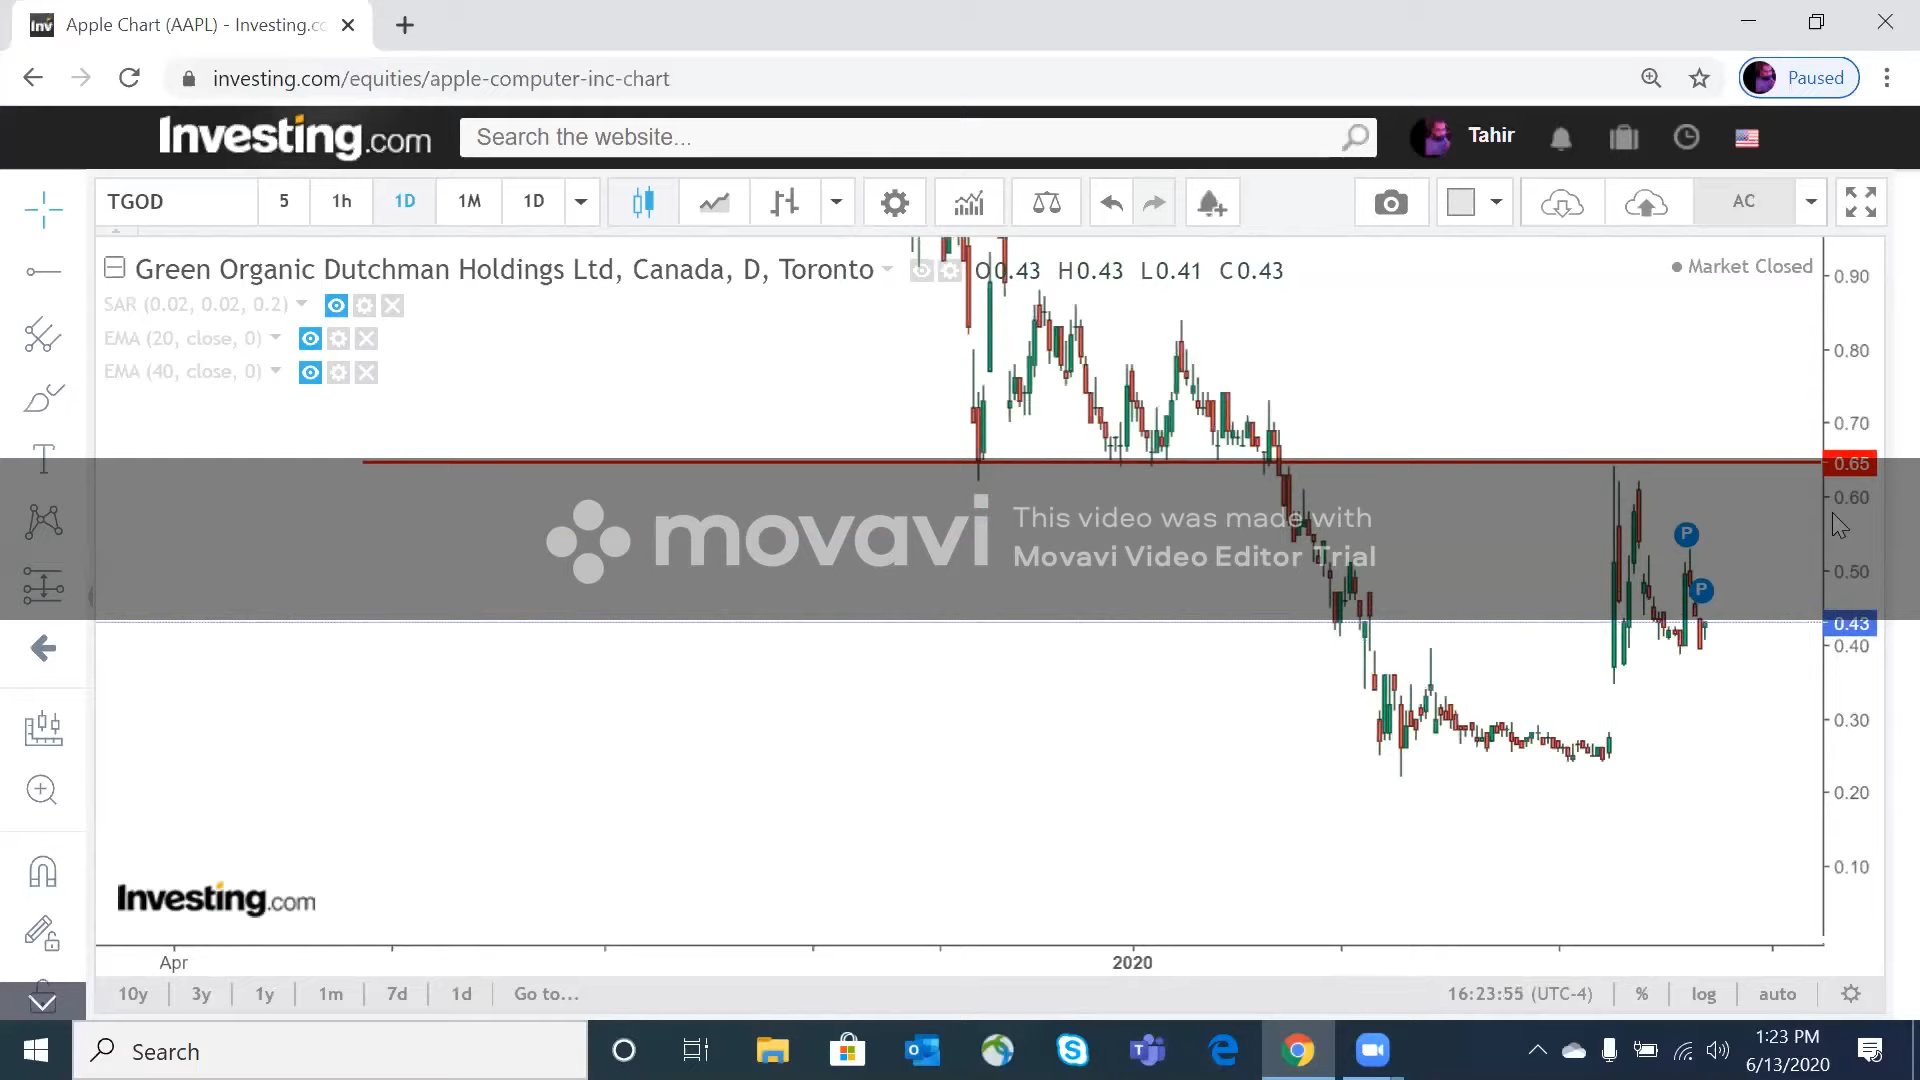 Inv Apple Chart (AAPL) - Investing.cc
investing.com/equities/apple-computer-inc-chart
Paused
Investing.com
Search the website...
Tahir
TGOD 5 1h 1D 1M 1D AC
Green Organic Dutchman Holdings Ltd, Canada, D, Toronto O0.43 H0.43 L0.41 C0.43
Market Closed
SAR (0.02, 0.02, 0.2)
EMA (20, close, 0)
EMA (40, close, 0)
0.90
0.80
0.70
0.65
0.60
0.50
0.43
0.40
0.30
0.20
0.10
movavi
This video was made with
Movavi Video Editor Trial
P
P
Investing.com
Apr 2020
10y 3y 1y 1m 7d 1d Go to... 16:23:55 (UTC-4) % log auto
Search
1:23 PM
6/13/2020